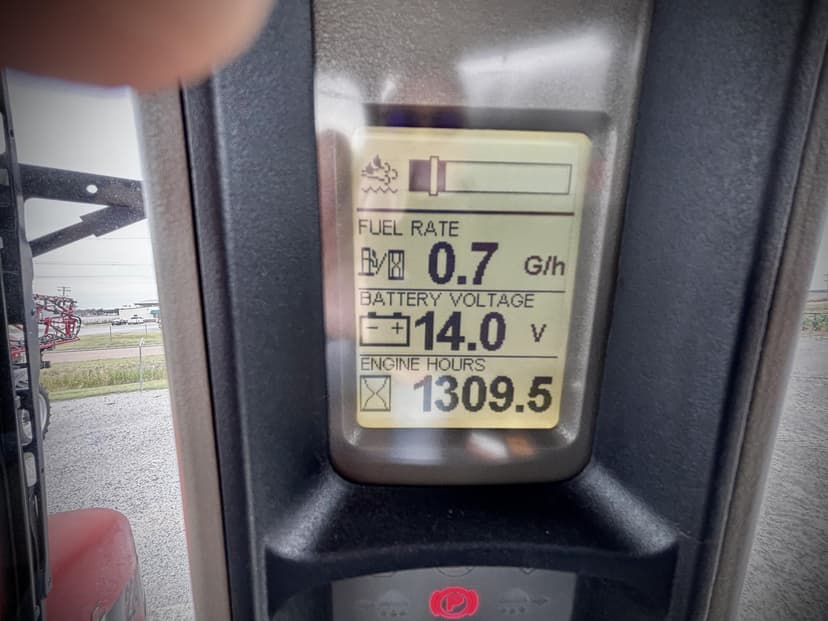 FUEL RATE
0.7 G/h
BATTERY VOLTAGE
14.0 V
ENGINE HOURS
1309.5
P